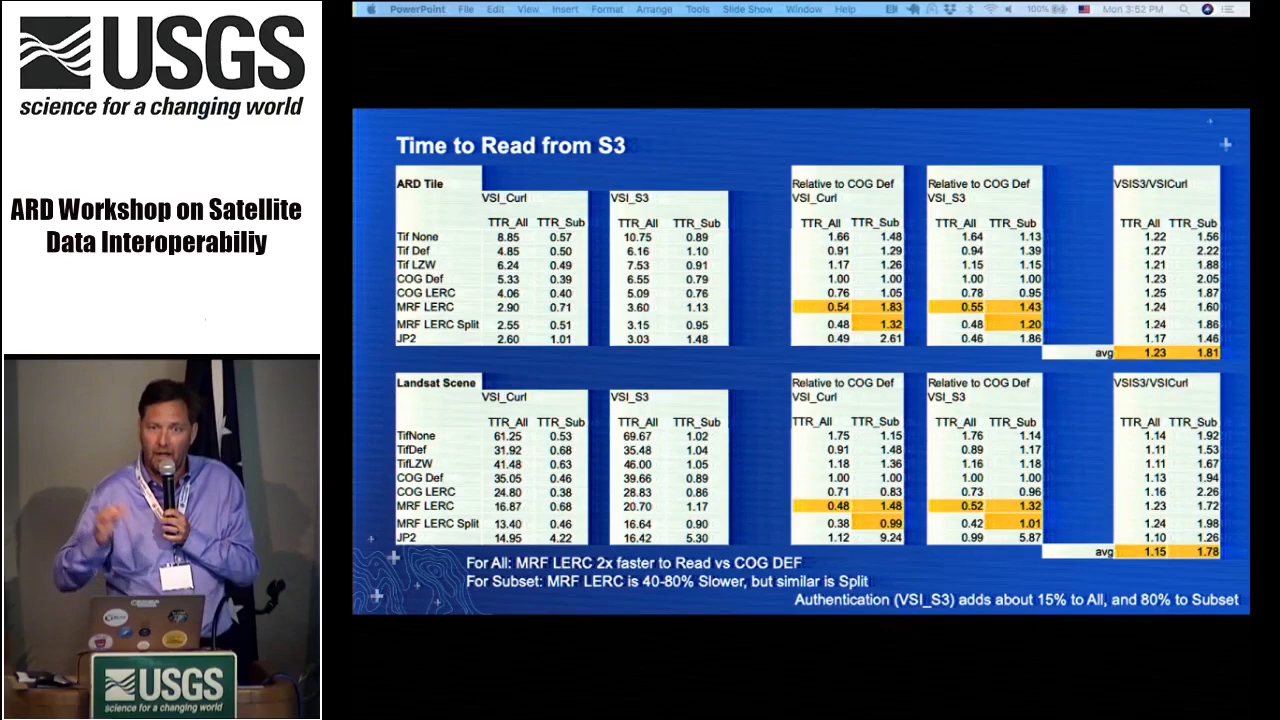 USGS
science for a changing world
ARD Workshop on Satellite
Data Interoperabiliy
PowerPoint File Edit View Insert Format Arrange Tools Slide Show Window Help 100% Mon 3:52 PM
Time to Read from S3
ARD Tile Relative to COG Def Relative to COG Def VSIS3/VSICurl
VSI_Curl VSI_S3 VSI_Curl VSI_S3
TTR_All TTR_Sub TTR_All TTR_Sub TTR_All TTR_Sub TTR_All TTR_Sub TTR_All TTR_Sub
Tif None 8.85 0.57 10.75 0.89 1.66 1.48 1.64 1.13 1.22 1.56
Tif Def 4.85 0.50 6.16 1.10 0.91 1.29 0.94 1.39 1.27 2.22
Tif LZW 6.24 0.49 7.53 0.91 1.17 1.26 1.15 1.15 1.21 1.88
COG Def 5.33 0.39 6.55 0.79 1.00 1.00 1.00 1.00 1.23 2.05
COG LERC 4.06 0.40 5.09 0.76 0.76 1.05 0.78 0.95 1.25 1.87
MRF LERC 2.90 0.71 3.60 1.13 0.54 1.83 0.55 1.43 1.24 1.60
MRF LERC Split 2.55 0.51 3.15 0.95 0.48 1.32 0.48 1.20 1.24 1.86
JP2 2.60 1.01 3.03 1.48 0.49 2.61 0.46 1.86 1.17 1.46
avg 1.23 1.81
Landsat Scene Relative to COG Def Relative to COG Def VSIS3/VSICurl
VSI_Curl VSI_S3 VSI_Curl VSI_S3
TTR_All TTR_Sub TTR_All TTR_Sub TTR_All TTR_Sub TTR_All TTR_Sub TTR_All TTR_Sub
TifNone 61.25 0.53 69.67 1.02 1.75 1.15 1.76 1.14 1.14 1.92
TifDef 31.92 0.68 35.48 1.04 0.91 1.48 0.89 1.17 1.11 1.53
TifLZW 41.48 0.63 46.00 1.05 1.18 1.36 1.16 1.18 1.11 1.67
COG Def 35.05 0.46 39.66 0.89 1.00 1.00 1.00 1.00 1.13 1.94
COG LERC 24.80 0.38 28.83 0.86 0.71 0.83 0.73 0.96 1.16 2.26
MRF LERC 16.87 0.68 20.70 1.17 0.48 1.48 0.52 1.32 1.23 1.72
MRF LERC Split 13.40 0.46 16.64 0.90 0.38 0.99 0.42 1.01 1.24 1.98
JP2 14.95 4.22 16.42 5.30 1.12 9.24 0.99 5.87 1.10 1.26
avg 1.15 1.78
For All: MRF LERC 2x faster to Read vs COG DEF
For Subset: MRF LERC is 40-80% Slower, but similar is Split
Authentication (VSI_S3) adds about 15% to All, and 80% to Subset
USGS
science for a changing world